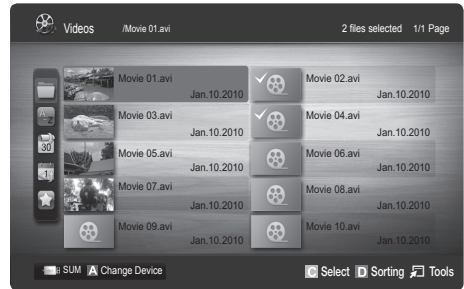 Videos /Movie 01.avi 2 files selected 1/1 Page
Movie 01.avi Movie 02.avi
Jan.10.2010 Jan.10.2010
Movie 03.avi Movie 04.avi
Jan.10.2010 Jan.10.2010
Movie 05.avi Movie 06.avi
Jan.10.2010 Jan.10.2010
Movie 07.avi Movie 08.avi
Jan.10.2010 Jan.10.2010
Movie 09.avi Movie 10.avi
Jan.10.2010 Jan.10.2010
A
Z
30
1
SUM A Change Device C Select D Sorting Tools